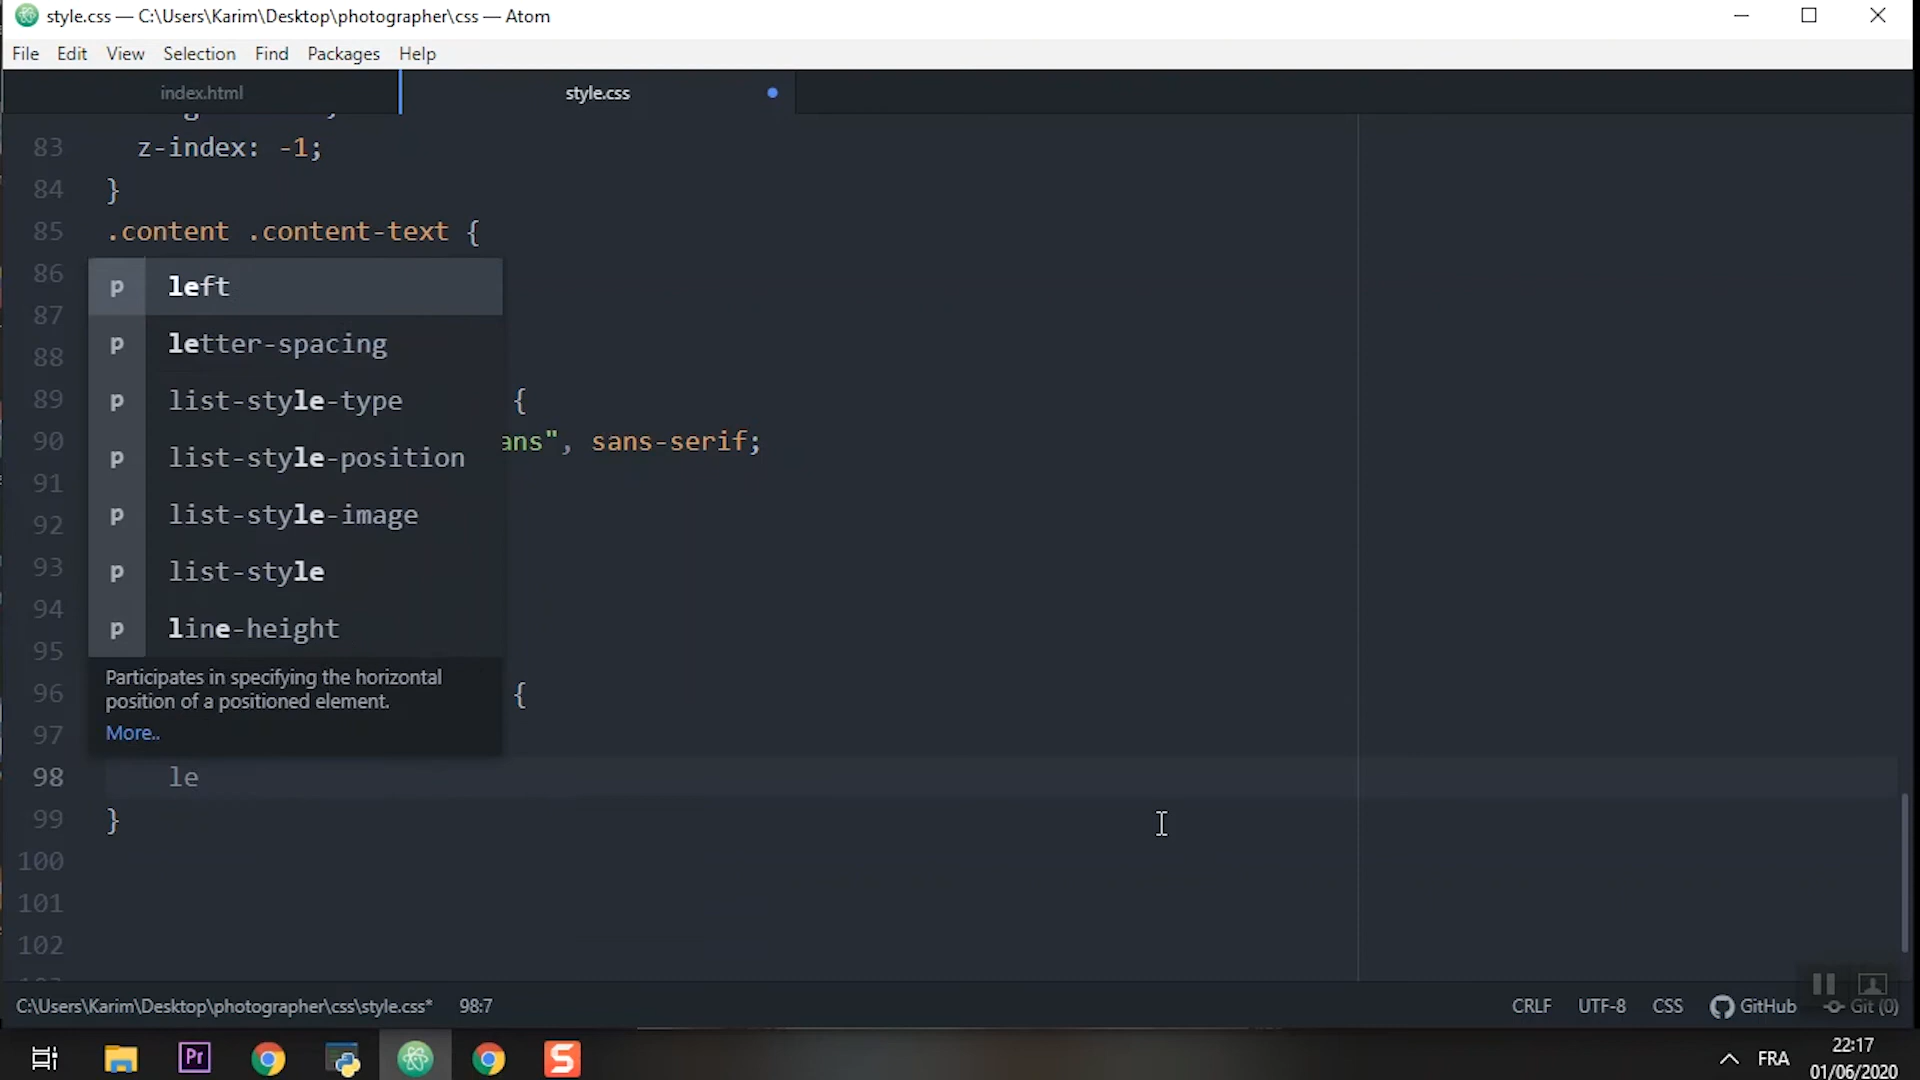 style.css — C:\Users\Karim\Desktop\photographer\css — Atom
File Edit View Selection Find Packages Help
index.html
style.css
83 z-index: -1;
84 }
85 .content .content-text {
86
87
88
89 {
90 ans", sans-serif;
91
92
93
94
95
96 {
97
98 le
99 }
100
101
102
p left
p letter-spacing
p list-style-type
p list-style-position
p list-style-image
p list-style
p line-height
Participates in specifying the horizontal
position of a positioned element.
More..
C:\Users\Karim\Desktop\photographer\css\style.css* 98:7 CRLF UTF-8 CSS GitHub Git (0)
Pr S FRA 22:17
01/06/2020